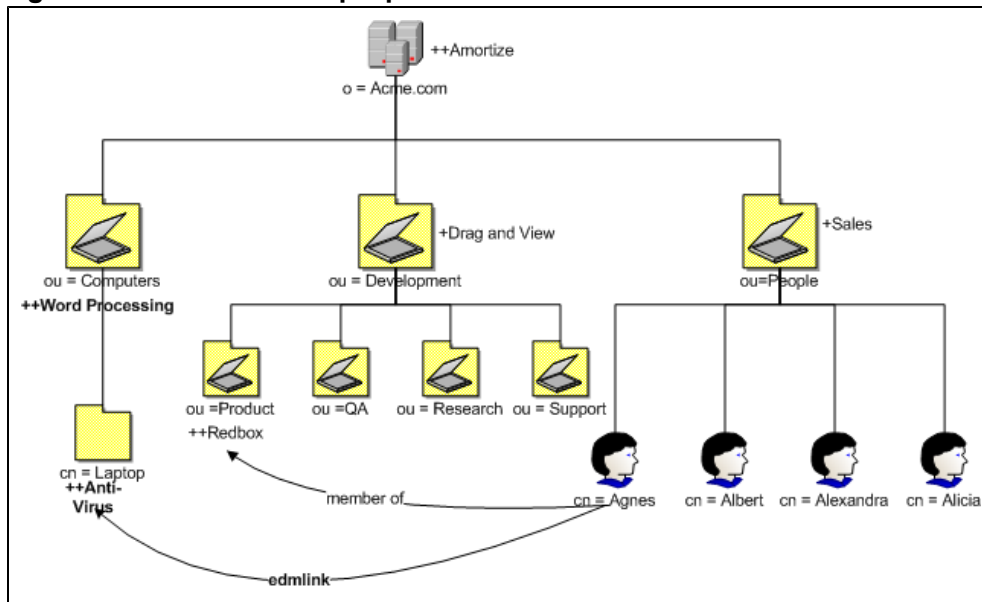 ++Amortize
o = Acme.com
+Drag and View
+Sales
ou = Computers
ou = Development
ou=People
++Word Processing
ou =Product
ou =QA
ou = Research
ou = Support
++Redbox
cn = Laptop
++Anti-
Virus
member of
cn = Agnes
cn = Albert
cn = Alexandra
cn = Alicia
edmlink